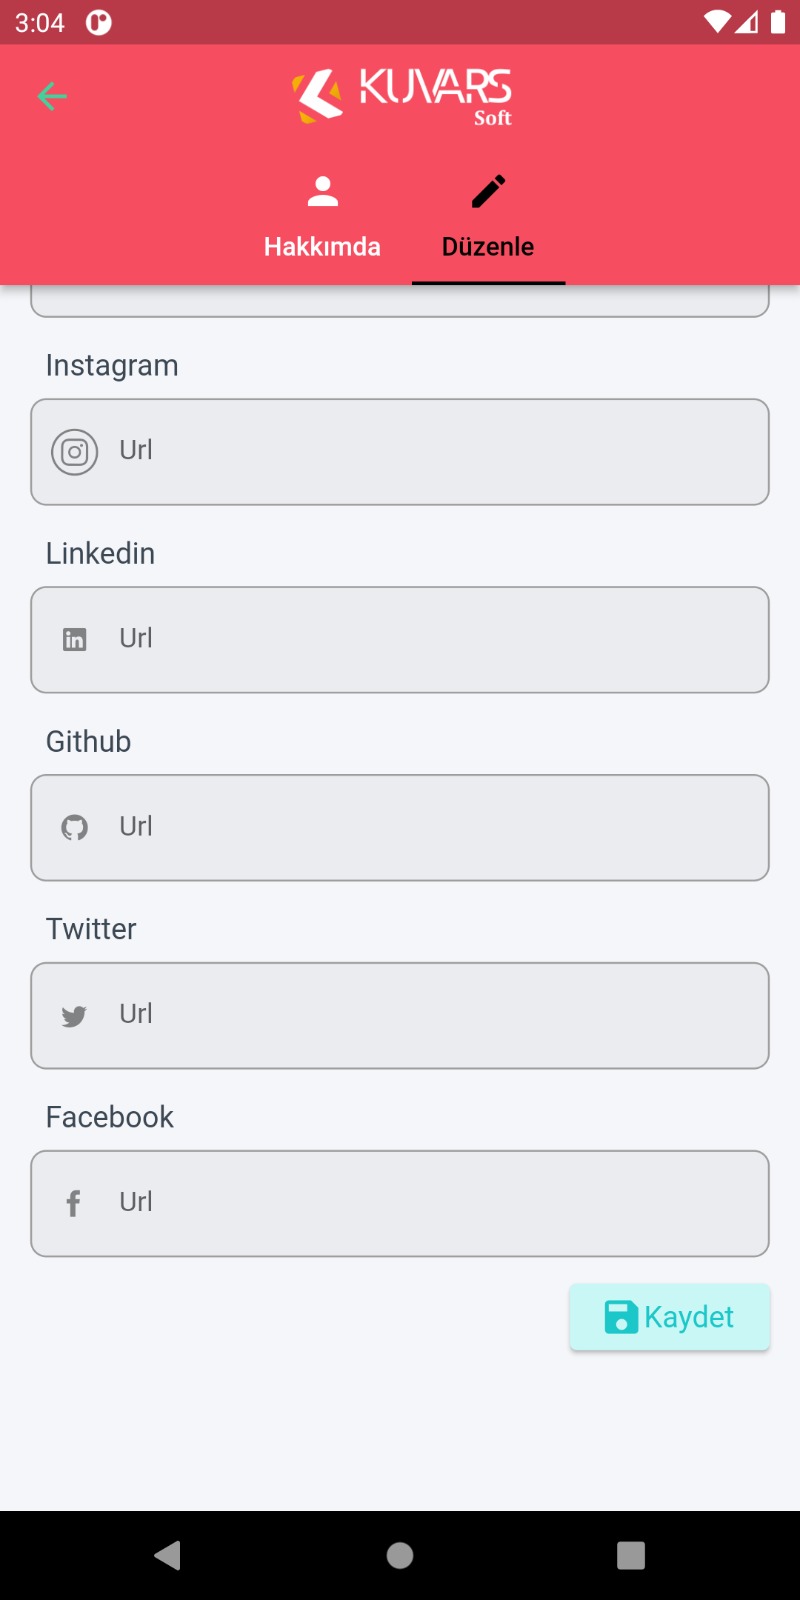 3:04
KUVARS
Soft
Hakkımda
Düzenle
Instagram
Url
Linkedin
Url
Github
Url
Twitter
Url
Facebook
Url
Kaydet